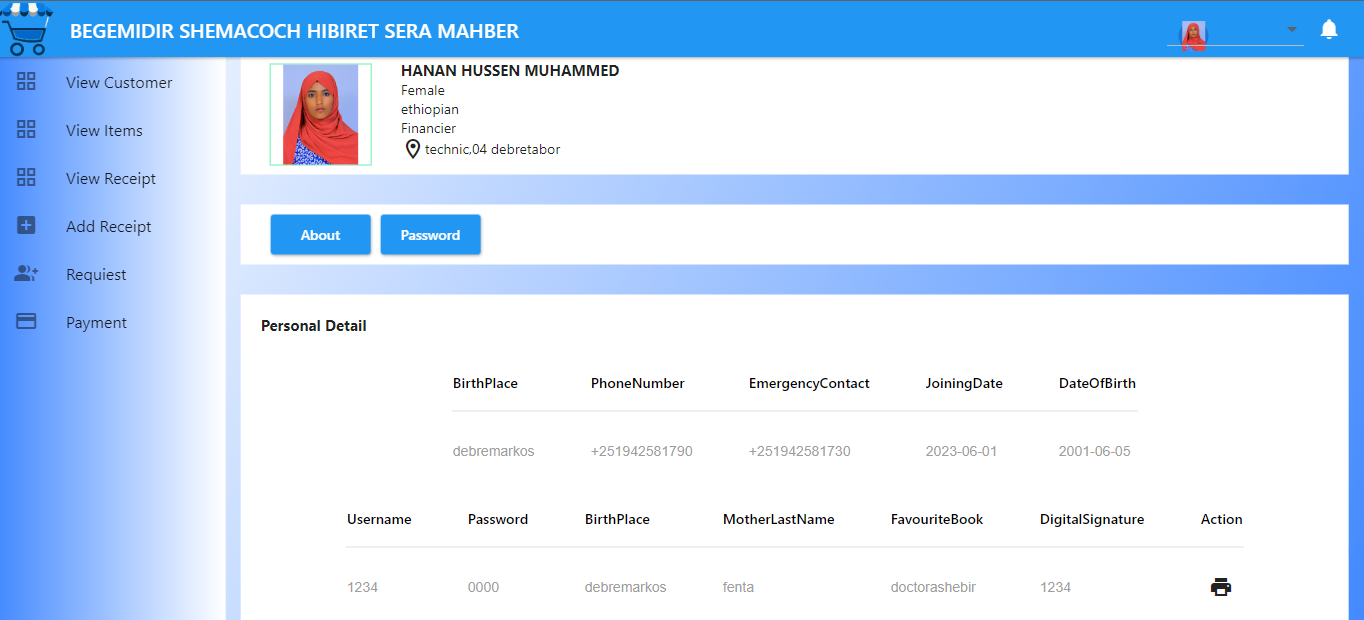 BEGEMIDIR SHEMACOCH HIBIRET SERA MAHBER
View Customer
View Items
View Receipt
Add Receipt
Requiest
Payment
HANAN HUSSEN MUHAMMED
Female
ethiopian
Financier
technic,04 debretabor
About Password
Personal Detail
BirthPlace PhoneNumber EmergencyContact JoiningDate DateOfBirth
debremarkos +251942581790 +251942581730 2023-06-01 2001-06-05
Username Password BirthPlace MotherLastName FavouriteBook DigitalSignature Action
1234 0000 debremarkos fenta doctorashebir 1234